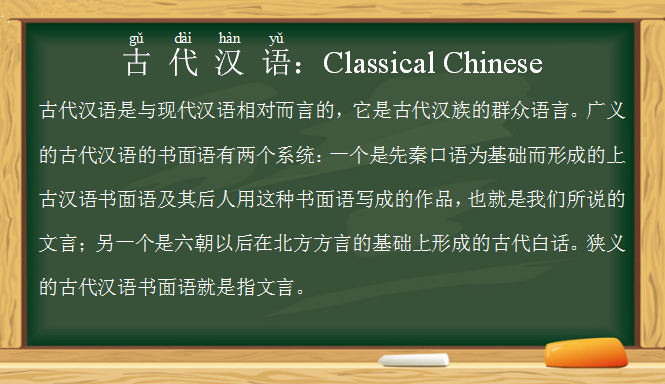 gǔ dài hàn yǔ
古代汉语：Classical Chinese
古代汉语是与现代汉语相对而言的，它是古代汉族的群众语言。广义
的古代汉语的书面语有两个系统：一个是先秦口语为基础而形成的上
古汉语书面语及其后人用这种书面语写成的作品，也就是我们所说的
文言；另一个是六朝以后在北方方言的基础上形成的古代白话。狭义
的古代汉语书面语就是指文言。